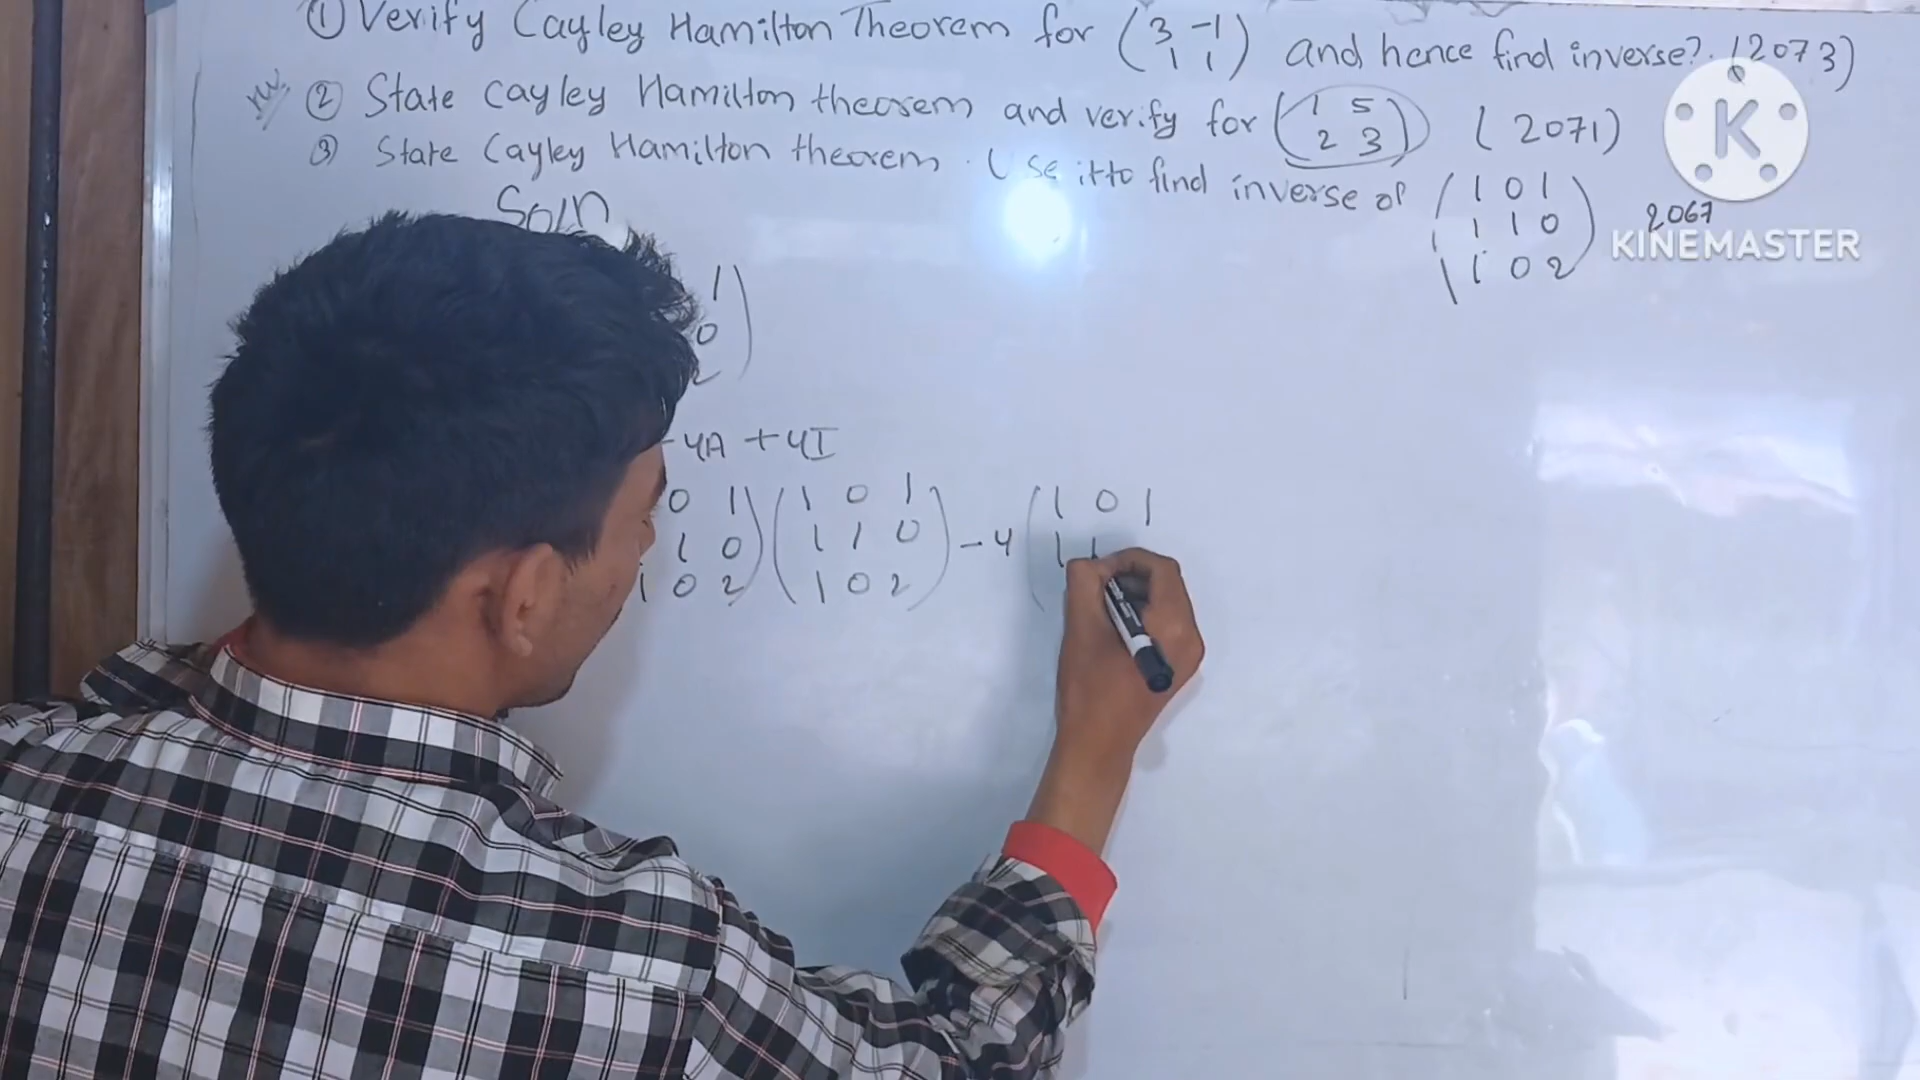 ① Verify Cayley Hamilton Theorem for (3 -1
1 1) and hence find inverse?. (2073)
② State Cayley Hamilton theorem and verify for (1 5
2 3) (2071)
③ State Cayley Hamilton theorem. Use it to find inverse of (1 0 1
1 1 0
1 0 2) 2067
K
KINEMASTER
Soln
1
0
2)
- 4A + 4I
0 1) (1 0 1) - 4 (1 0 1
1 0) (1 1 0) 1 1
1 0 2) (1 0 2)